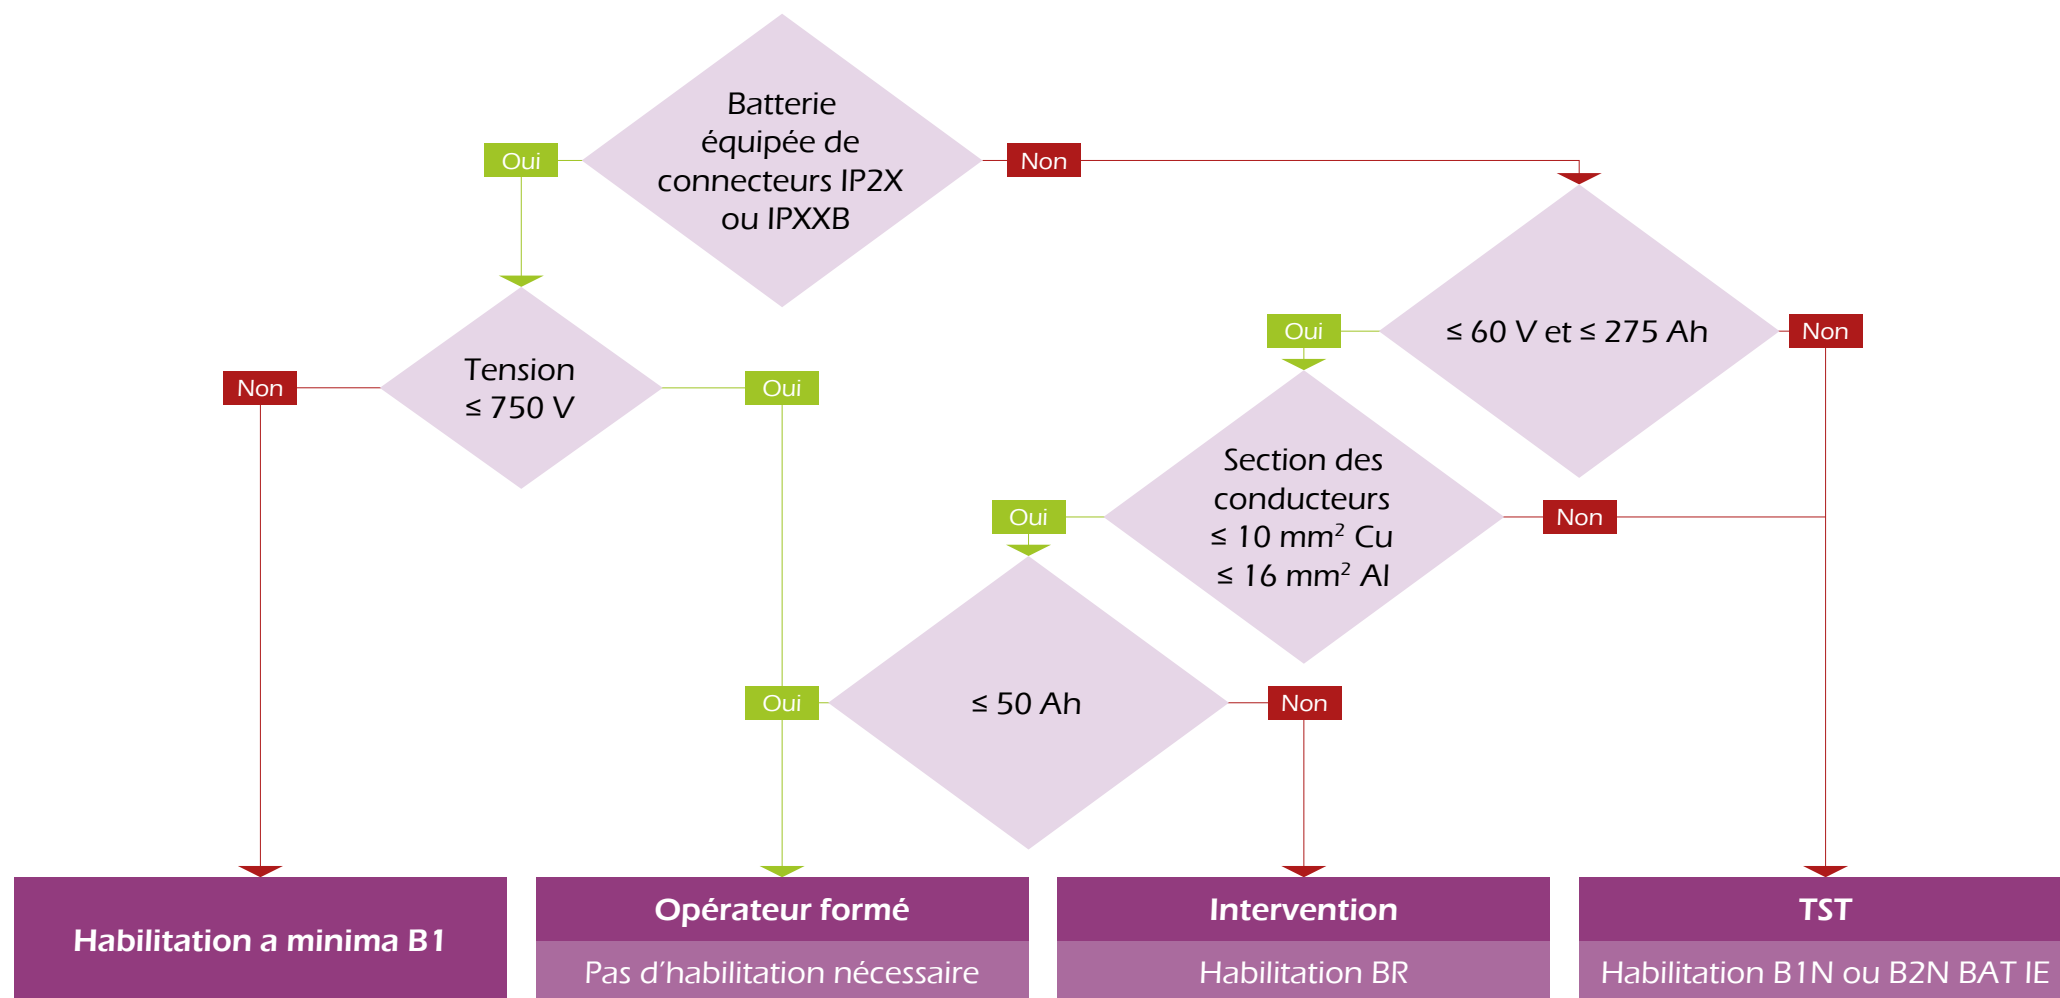 Batterie
équipée de
connecteurs IP2X
ou IPXXB
Oui
Non
Tension
≤ 750 V
Non
Oui
≤ 60 V et ≤ 275 Ah
Oui
Non
Section des
conducteurs
≤ 10 mm² Cu
≤ 16 mm² Al
Oui
Non
≤ 50 Ah
Oui
Non
Habilitation a minima B1
Opérateur formé
Pas d’habilitation nécessaire
Intervention
Habilitation BR
TST
Habilitation B1N ou B2N BAT IE